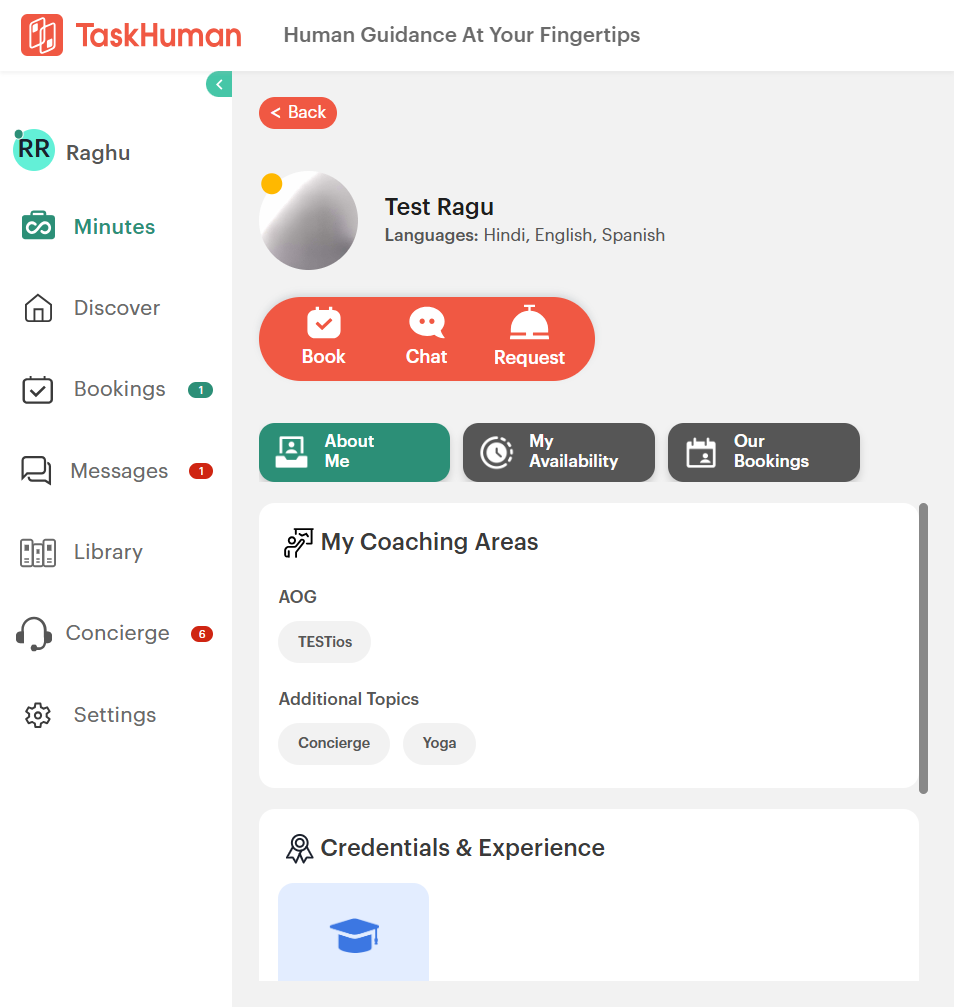 TaskHuman
Human Guidance At Your Fingertips
< Back
RR
Raghu
Minutes
Discover
Bookings 1
Messages 1
Library
Concierge 6
Settings
Test Ragu
Languages: Hindi, English, Spanish
Book
Chat
Request
About
Me
My
Availability
Our
Bookings
My Coaching Areas
AOG
TESTios
Additional Topics
Concierge
Yoga
Credentials & Experience